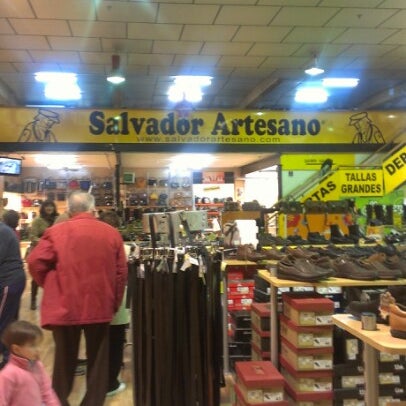 Salvador Artesano
www.salvadorartesano.com
TALLAS
GRANDES